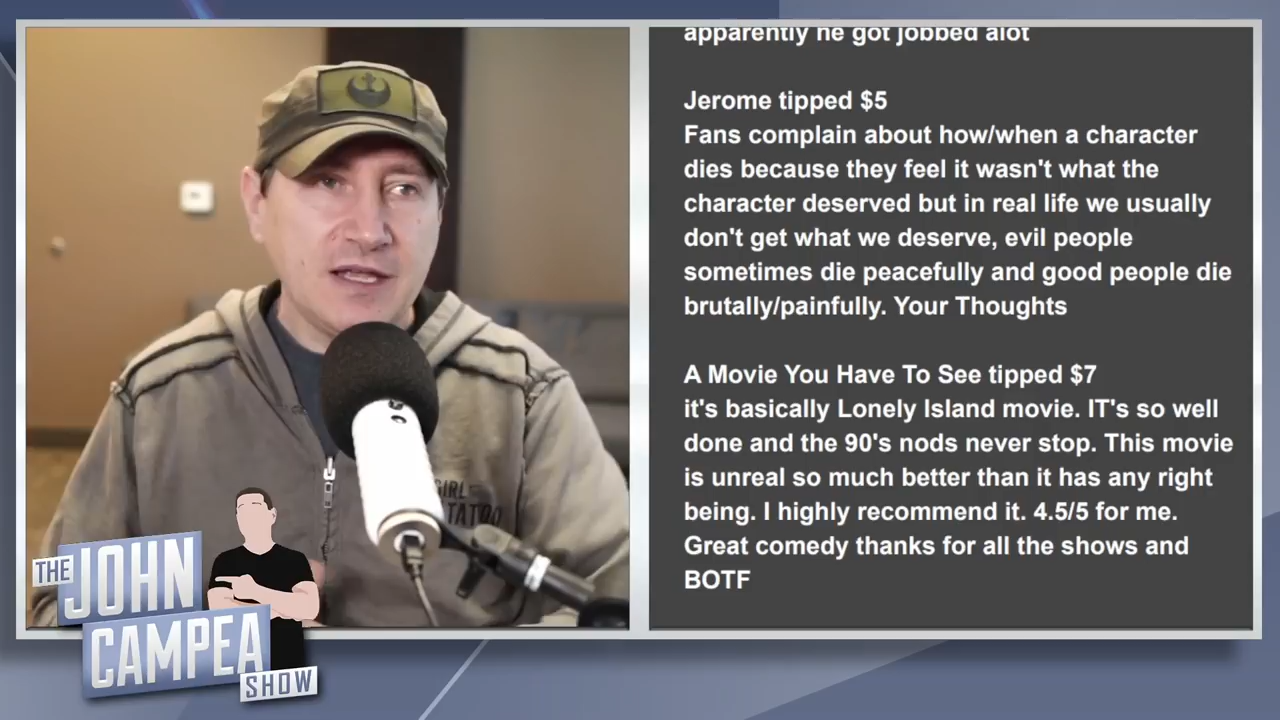 apparently he got jobbed alot
Jerome tipped $5
Fans complain about how/when a character
dies because they feel it wasn't what the
character deserved but in real life we usually
don't get what we deserve, evil people
sometimes die peacefully and good people die
brutally/painfully. Your Thoughts
A Movie You Have To See tipped $7
it's basically Lonely Island movie. IT's so well
done and the 90's nods never stop. This movie
is unreal so much better than it has any right
being. I highly recommend it. 4.5/5 for me.
Great comedy thanks for all the shows and
BOTF
GIRL
TATOO
THE
JOHN
CAMPEA
SHOW